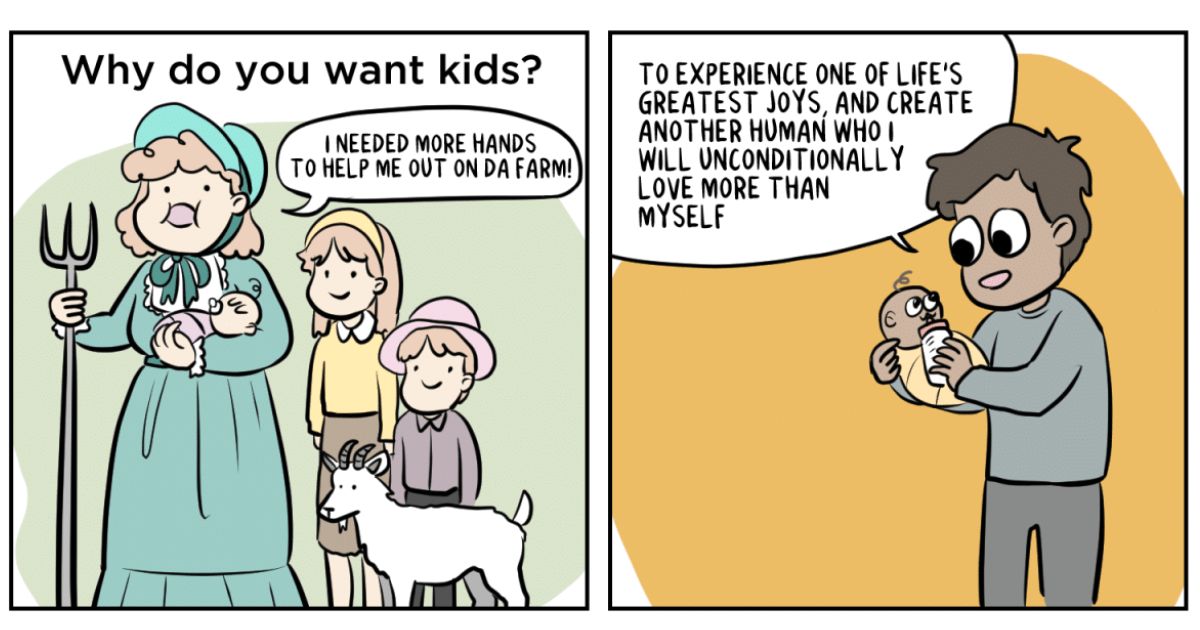 Why do you want kids?
I NEEDED MORE HANDS
TO HELP ME OUT ON DA FARM!
TO EXPERIENCE ONE OF LIFE'S
GREATEST JOYS, AND CREATE
ANOTHER HUMAN WHO I
WILL UNCONDITIONALLY
LOVE MORE THAN
MYSELF